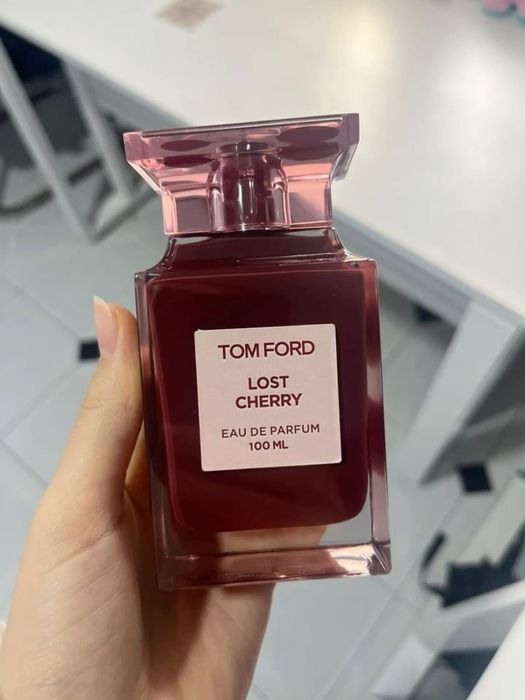 TOM FORD
LOST
CHERRY
EAU DE PARFUM
100 ML